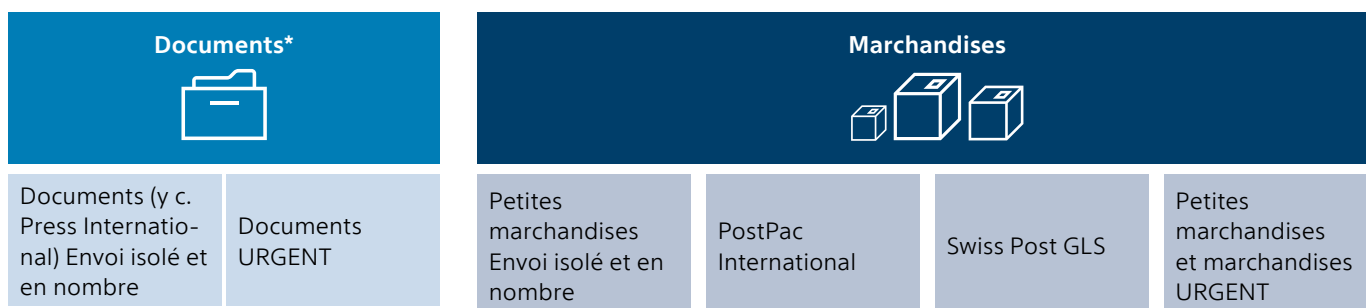 Documents*
Marchandises
Documents (y c.
Press Internatio-
nal) Envoi isolé et
en nombre
Documents
URGENT
Petites
marchandises
Envoi isolé et en
nombre
PostPac
International
Swiss Post GLS
Petites
marchandises
et marchandises
URGENT